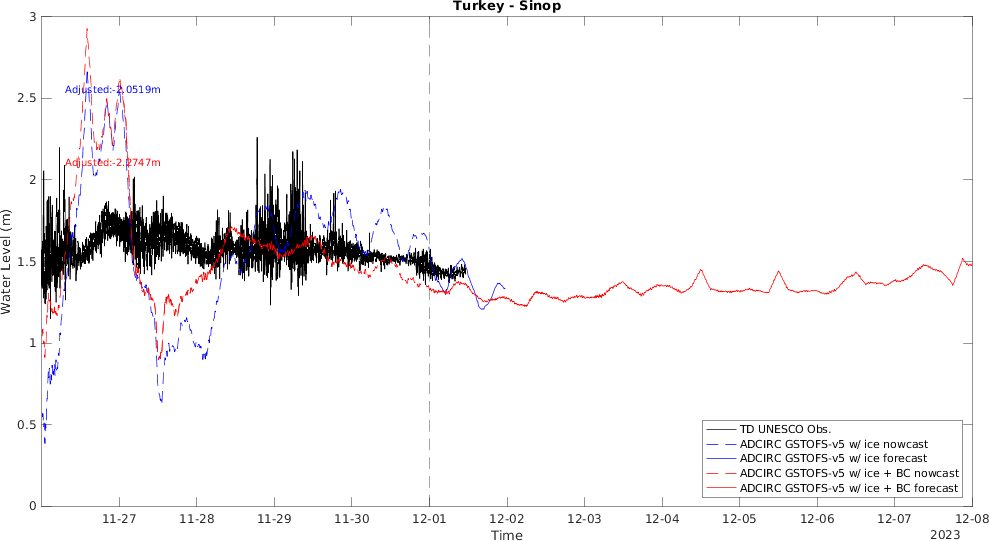 Turkey - Sinop
3
2.5
2
1.5
1
0.5
0
Water Level (m)
Adjusted:-2.0519m
Adjusted:-2.2747m
TD UNESCO Obs.
ADCIRC GSTOFS-v5 w/ ice nowcast
ADCIRC GSTOFS-v5 w/ ice forecast
ADCIRC GSTOFS-v5 w/ ice + BC nowcast
ADCIRC GSTOFS-v5 w/ ice + BC forecast
11-27 11-28 11-29 11-30 12-01 12-02 12-03 12-04 12-05 12-06 12-07 12-08
Time
2023